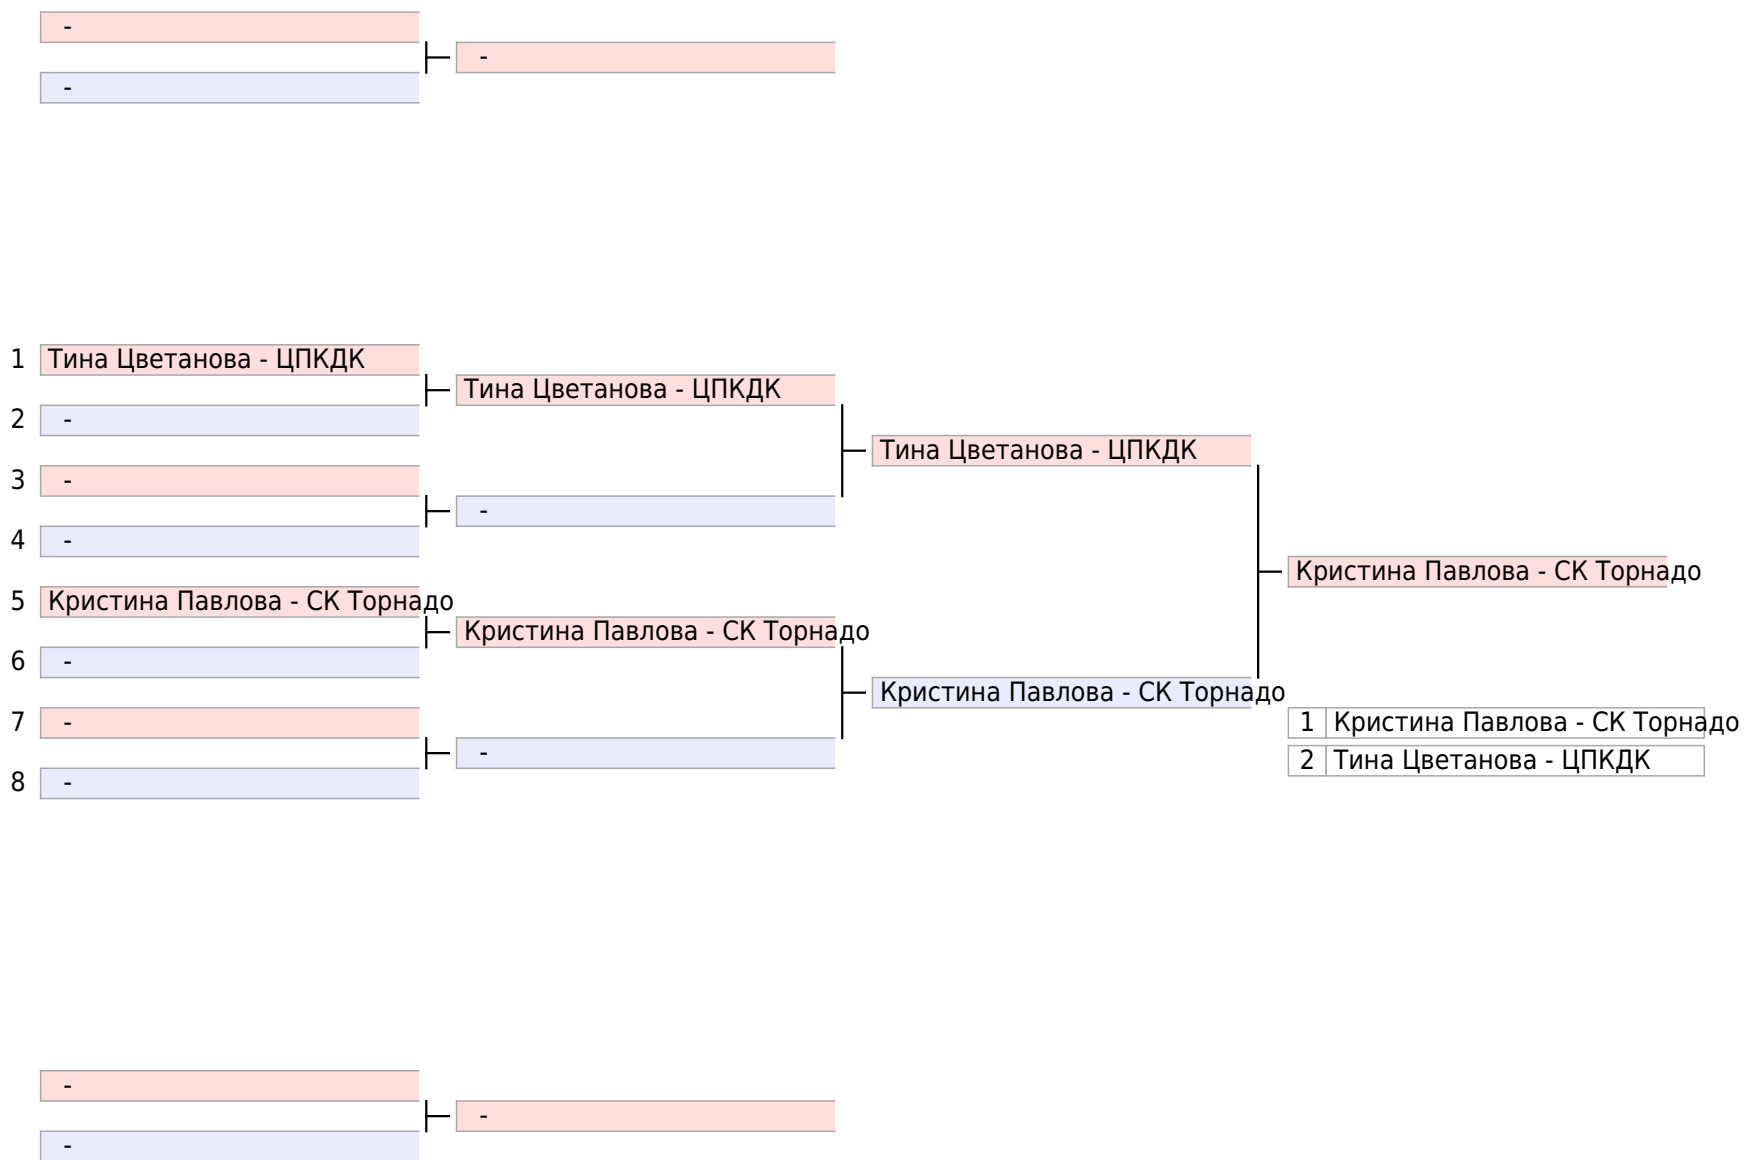 -
-
-
1 Тина Цветанова - ЦПКДК
Тина Цветанова - ЦПКДК
2 -
Тина Цветанова - ЦПКДК
3 -
-
4 -
Кристина Павлова - СК Торнадо
5 Кристина Павлова - СК Торнадо
Кристина Павлова - СК Торнадо
6 -
Кристина Павлова - СК Торнадо
7 -
1 Кристина Павлова - СК Торнадо
-
2 Тина Цветанова - ЦПКДК
8 -
-
-
-